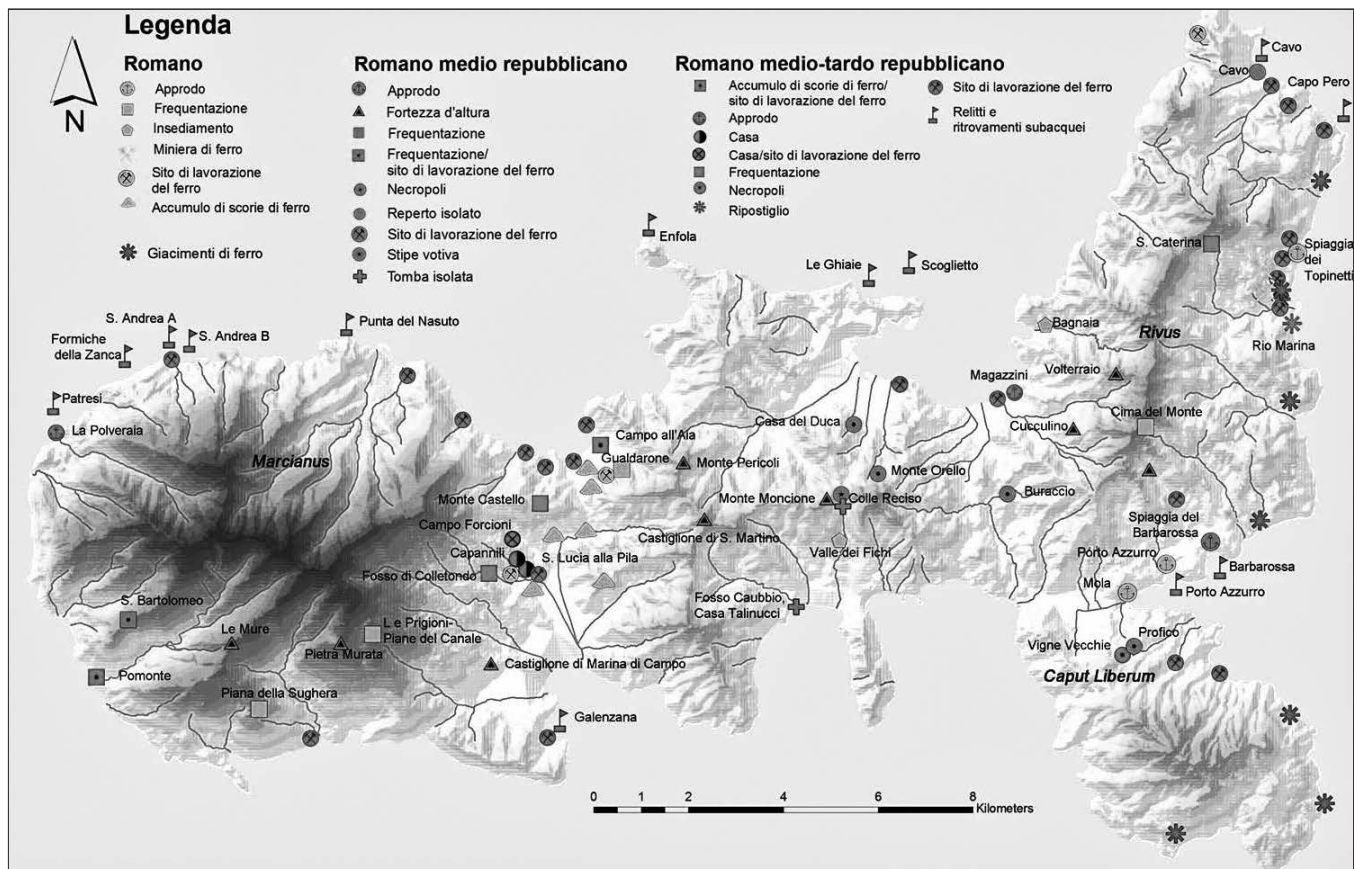 Legenda
Romano
Approdo
Frequentazione
Insediamento
Miniera di ferro
Sito di lavorazione
del ferro
Accumulo di scorie di ferro
Giacimenti di ferro
N
Romano medio repubblicano
Approdo
Fortezza d'altura
Frequentazione
Frequentazione/
sito di lavorazione del ferro
Necropoli
Reperto isolato
Sito di lavorazione del ferro
Stipe votiva
Tomba isolata
Romano medio-tardo repubblicano
Accumulo di scorie di ferro/
sito di lavorazione del ferro
Approdo
Casa
Casa/sito di lavorazione del ferro
Frequentazione
Necropoli
Ripostiglio
Sito di lavorazione del ferro
Relitti e
ritrovamenti subacquei
Cavo
Cavo
Capo Pero
Enfola
Le Ghiaie
Scoglietto
S. Caterina
Spiaggia
dei
Topinetti
Bagnaia
Rivus
Rio Marina
S. Andrea A
S. Andrea B
Formiche
della Zanca
Punta del Nasuto
Patresi
La Polveraia
Marcianus
Volterraio
Magazzini
Cima del Monte
Cucculino
Casa del Duca
Campo all'Aia
Gualdarone
Monte Pericoli
Monte Orello
Monte Castello
Monte Moncione
Colle Reciso
Buraccio
Campo Forcioni
Castiglione di S. Martino
Spiaggia del
Barbarossa
Capannili
S. Lucia alla Pila
Valle dei Fichi
Porto Azzurro
Barbarossa
Fosso di Colletondo
Mola
Porto Azzurro
S. Bartolomeo
Fosso Caubbio,
Casa Talinucci
Le Mure
L e Prigioni-
Piane del Canale
Pietra Murata
Profico
Vigne Vecchie
Castiglione di Marina di Campo
Pomonte
Caput Liberum
Piana della Sughera
Galenzana
0 1 2 4 6 8
Kilometers